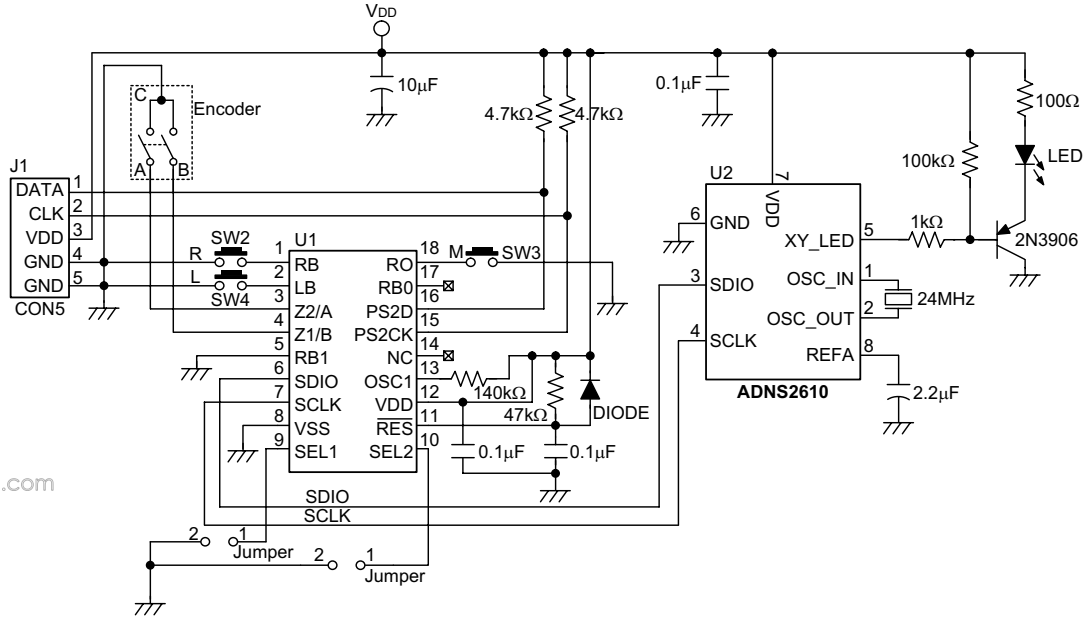 VDD
10µF
0.1µF
C
Encoder
A
B
4.7kΩ
4.7kΩ
100Ω
LED
100kΩ
J1
DATA 1
CLK 2
VDD 3
GND 4
GND 5
CON5
U2
7
VDD
6 GND
XY_LED 5
1kΩ
2N3906
3 SDIO
OSC_IN 1
24MHz
OSC_OUT 2
4 SCLK
REFA 8
2.2µF
ADNS2610
SW2
R
L
SW4
U1
1 RB
2 LB
3 Z2/A
4 Z1/B
5 RB1
6 SDIO
7 SCLK
8 VSS
9 SEL1
18 RO
17 RB0
16 PS2D
15 PS2CK
14 NC
13 OSC1
12 VDD
11 RES
10 SEL2
M
SW3
140kΩ
47kΩ
DIODE
0.1µF
0.1µF
.com
SDIO
SCLK
2
1
Jumper
2
1
Jumper